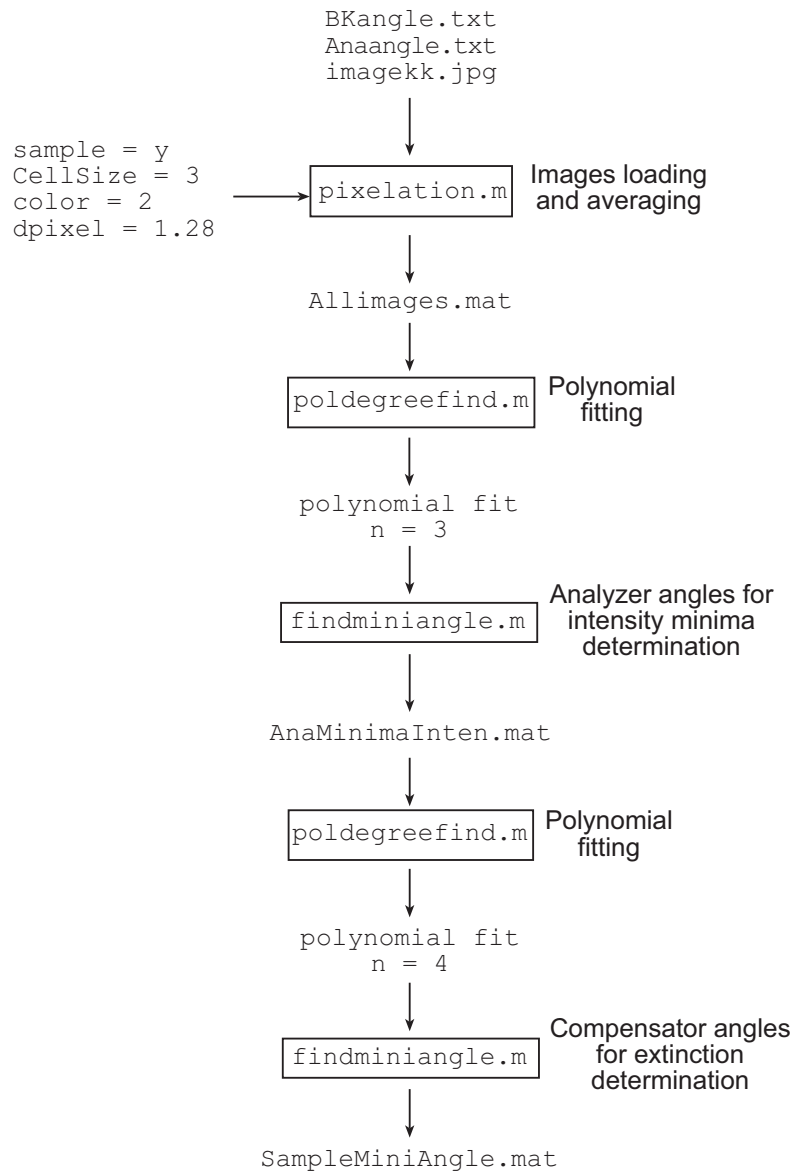 BKangle.txt
Anaangle.txt
imagekk.jpg
sample = y
CellSize = 3
color = 2
dpixel = 1.28
pixelation.m
Images loading
and averaging
Allimages.mat
poldegreefind.m
Polynomial
fitting
polynomial fit
n = 3
findminiangle.m
Analyzer angles for
intensity minima
determination
AnaMinimaInten.mat
poldegreefind.m
Polynomial
fitting
polynomial fit
n = 4
findminiangle.m
Compensator angles
for extinction
determination
SampleMiniAngle.mat